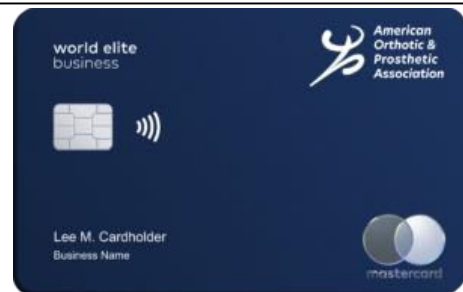 world elite
business
American
Orthotic &
Prosthetic
Association
Lee M. Cardholder
Business Name
mastercard